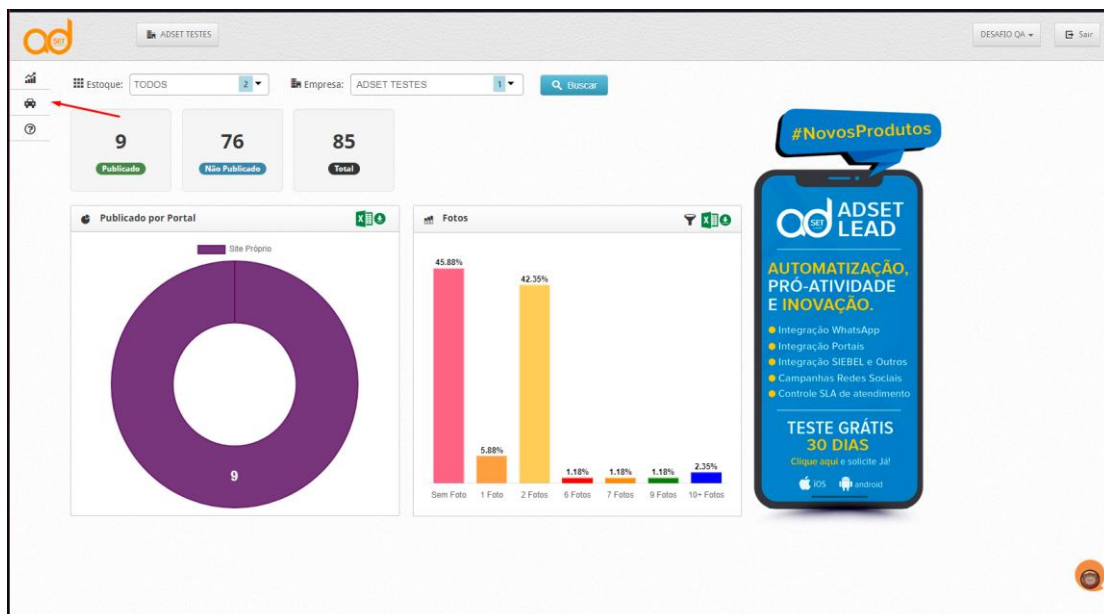 ad SET
ADSET TESTES
DESAFIO QA
Sair
Estoque: TODOS 2
Empresa: ADSET TESTES 1
Buscar
9
Publicado
76
Não Publicado
85
Total
Publicado por Portal
Site Próprio
9
Fotos
45.88%
5.88%
42.35%
1.18%
1.18%
1.18%
2.35%
Sem Foto
1 Foto
2 Fotos
6 Fotos
7 Fotos
9 Fotos
10+ Fotos
#NovosProdutos
ad SET ADSET
LEAD
AUTOMATIZAÇÃO,
PRÓ-ATIVIDADE
E INOVAÇÃO.
Integração WhatsApp
Integração Portais
Integração SIEBEL e Outros
Campanhas Redes Sociais
Controle SLA de atendimento
TESTE GRÁTIS
30 DIAS
Clique aqui e solicite Já!
iOS android